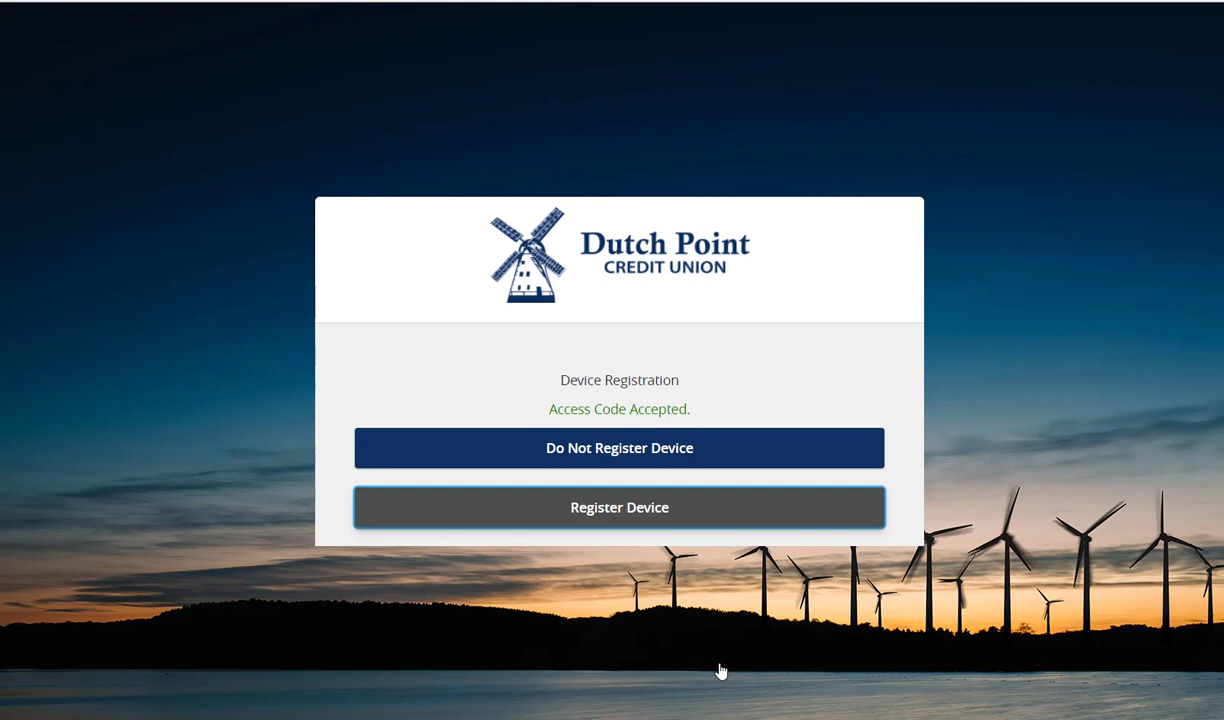 Dutch Point
CREDIT UNION
Device Registration
Access Code Accepted.
Do Not Register Device
Register Device